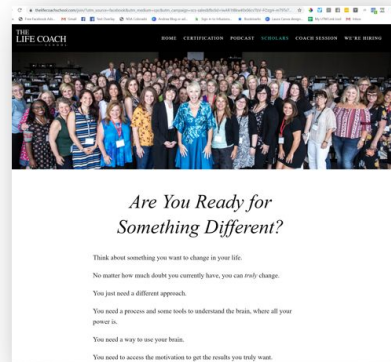 THE
LIFE COACH
SCHOOL
HOME CERTIFICATION PODCAST SCHOLARS COACH SESSION WE'RE HIRING
Are You Ready for
Something Different?
Think about something you want to change in your life.
No matter how much doubt you currently have, you can truly change.
You just need a different approach.
You need a process and some tools to understand the brain, where all your
power is.
You need a way to use your brain.
You need to access the motivation to get the results you truly want.